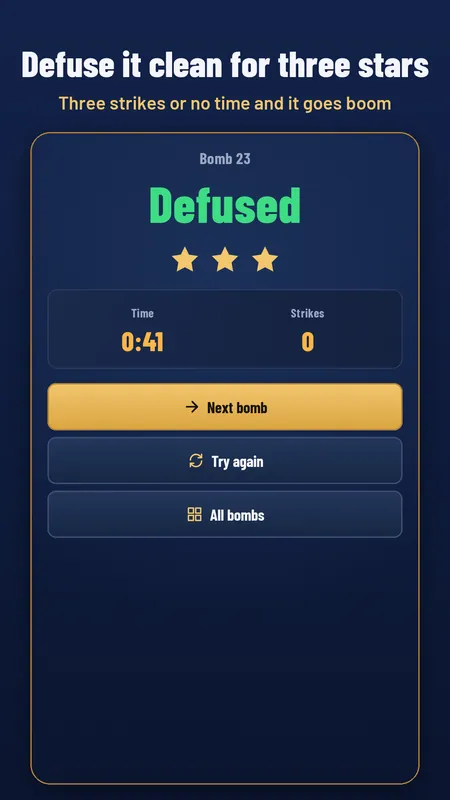 Defuse it clean for three stars
Three strikes or no time and it goes boom
Bomb 23
Defused
Time
Strikes
0:41
0
Next bomb
Try again
All bombs